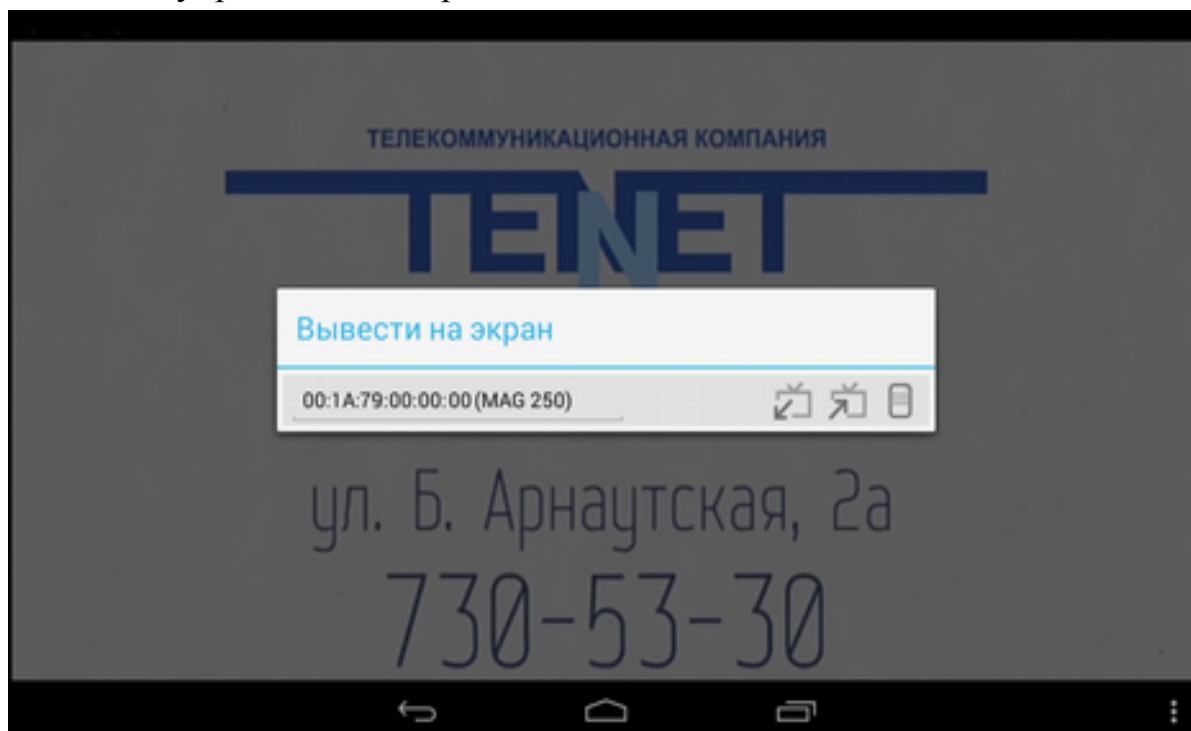 ТЕЛЕКОММУНИКАЦИОННАЯ КОМПАНИЯ
TENET
Вывести на экран
00:1A:79:00:00:00 (MAG 250)
ул. Б. Арнаутская, 2а
730-53-30